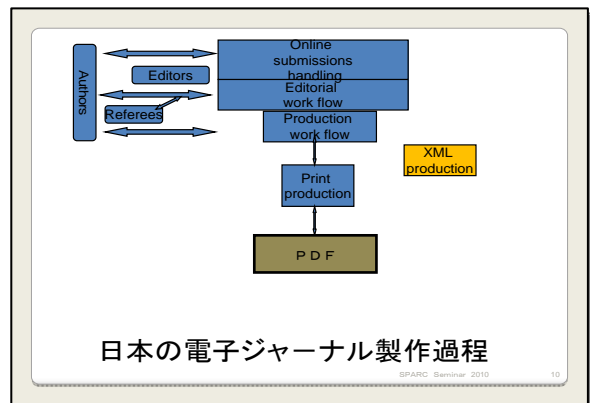 Online
submissions
handling
Authors
Editors
Editorial
work flow
Referees
Production
work flow
XML
production
Print
production
ＰＤＦ
日本の電子ジャーナル製作過程
SPARC Seminar 2010
10